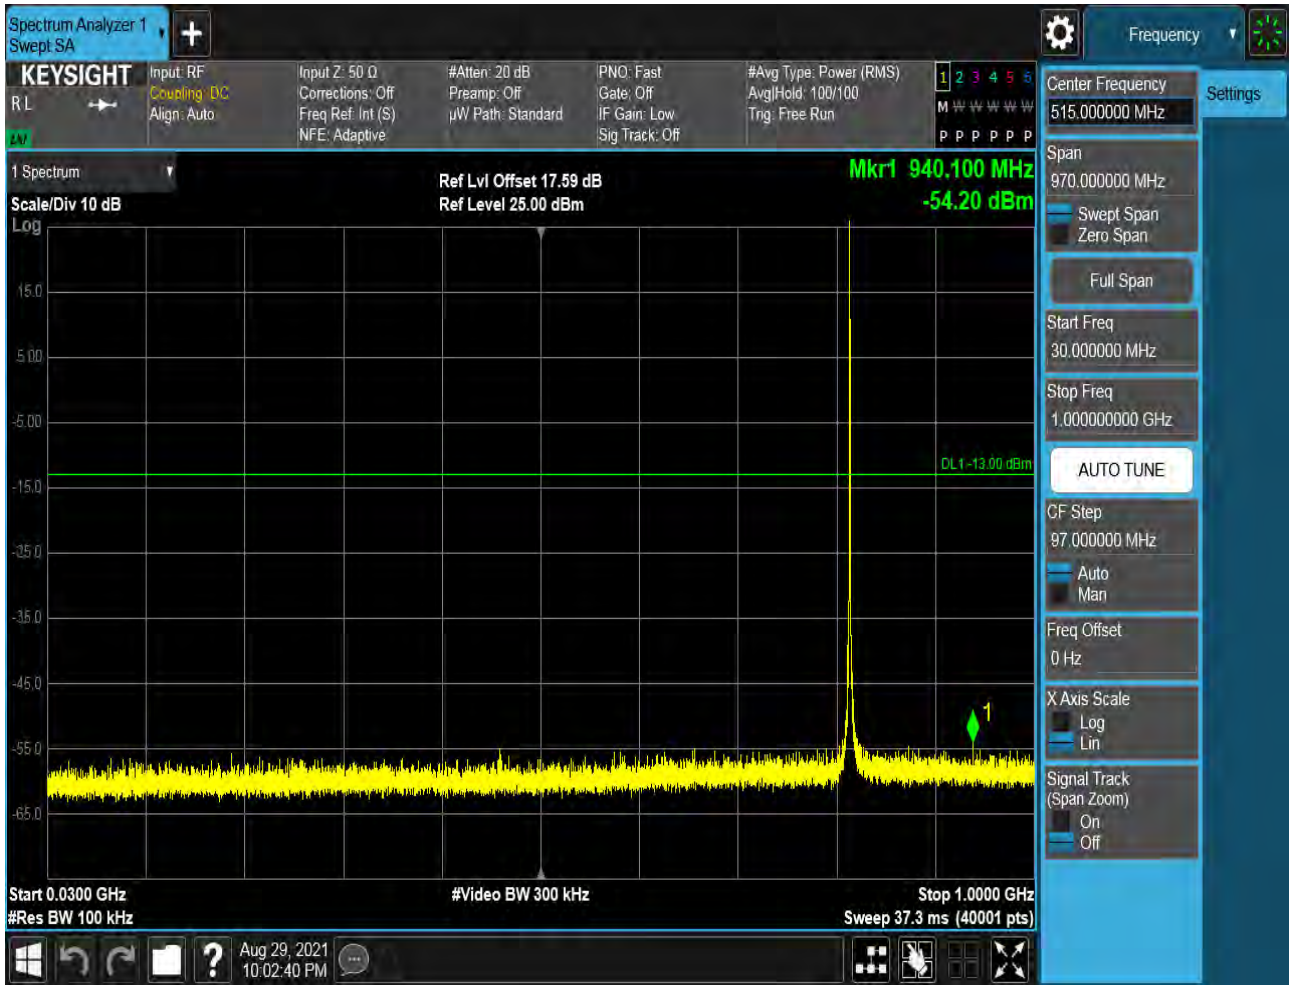 Spectrum Analyzer 1
Swept SA
Frequency
KEYSIGHT
R L
LXI
Input: RF
Coupling: DC
Align: Auto
Input Z: 50 Ω
Corrections: Off
Freq Ref: Int (S)
NFE: Adaptive
#Atten: 20 dB
Preamp: Off
µW Path: Standard
PNO: Fast
Gate: Off
IF Gain: Low
Sig Track: Off
#Avg Type: Power (RMS)
Avg|Hold: 100/100
Trig: Free Run
1 2 3 4 5 6
M W W W W W
P P P P P P
1 Spectrum
Scale/Div 10 dB
Log
Ref Lvl Offset 17.59 dB
Ref Level 25.00 dBm
Mkr1 940.100 MHz
-54.20 dBm
15.0
5.00
-5.00
DL1 -13.00 dBm
-15.0
-25.0
-35.0
-45.0
1
-55.0
-65.0
Start 0.0300 GHz
#Res BW 100 kHz
#Video BW 300 kHz
Stop 1.0000 GHz
Sweep 37.3 ms (40001 pts)
Aug 29, 2021
10:02:40 PM
Center Frequency
515.000000 MHz
Settings
Span
970.000000 MHz
Swept Span
Zero Span
Full Span
Start Freq
30.000000 MHz
Stop Freq
1.000000000 GHz
AUTO TUNE
CF Step
97.000000 MHz
Auto
Man
Freq Offset
0 Hz
X Axis Scale
Log
Lin
Signal Track
(Span Zoom)
On
Off